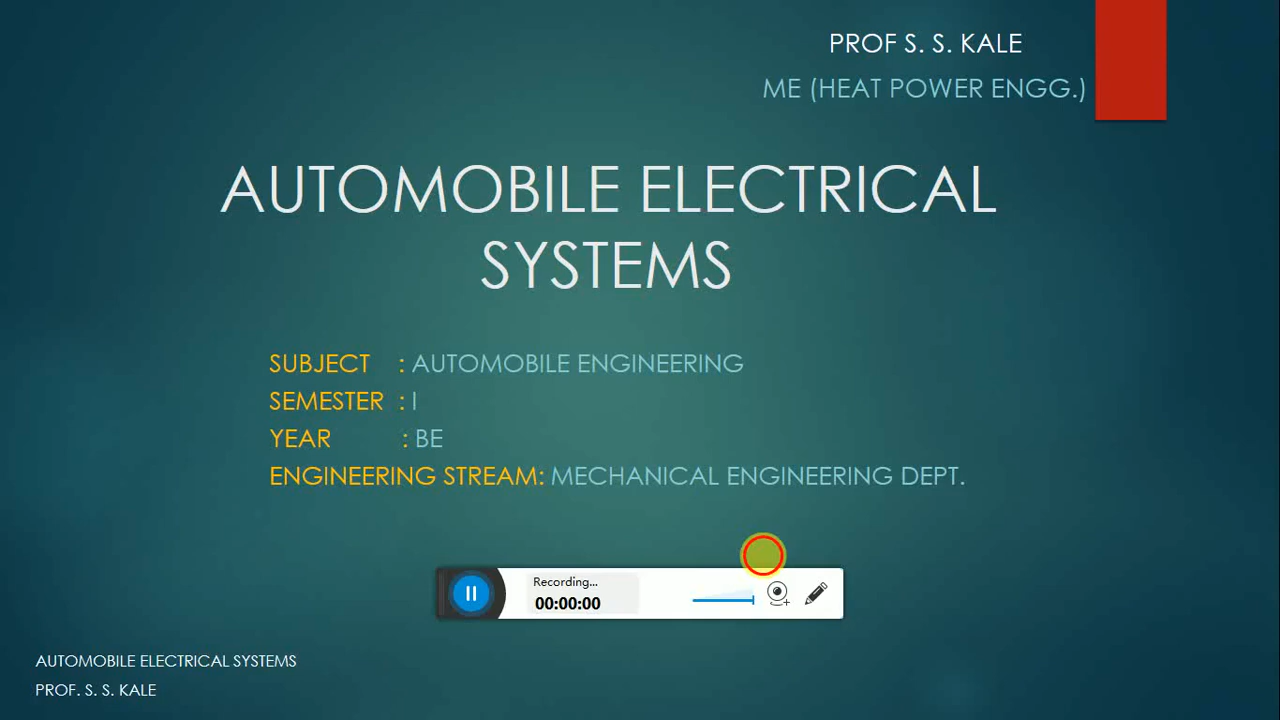 PROF S. S. KALE
ME (HEAT POWER ENGG.)
AUTOMOBILE ELECTRICAL
SYSTEMS
SUBJECT : AUTOMOBILE ENGINEERING
SEMESTER : I
YEAR : BE
ENGINEERING STREAM: MECHANICAL ENGINEERING DEPT.
Recording...
00:00:00
AUTOMOBILE ELECTRICAL SYSTEMS
PROF. S. S. KALE